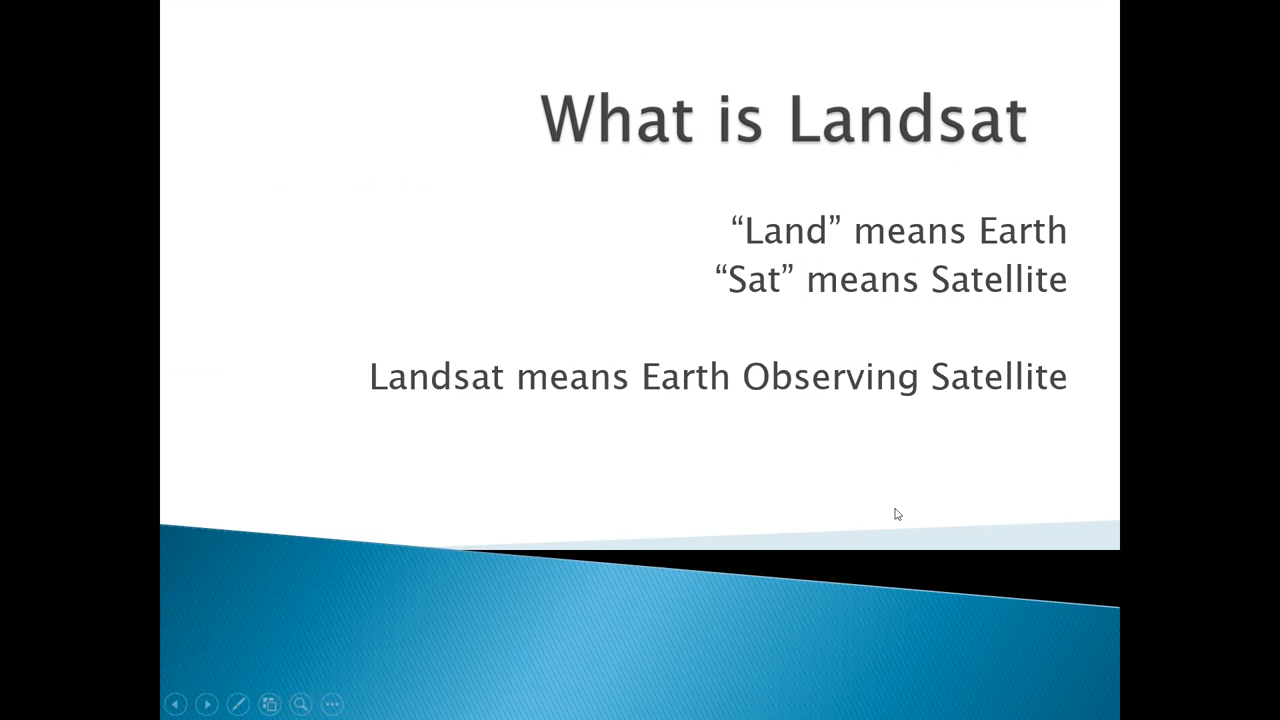 What is Landsat
“Land” means Earth
“Sat” means Satellite
Landsat means Earth Observing Satellite